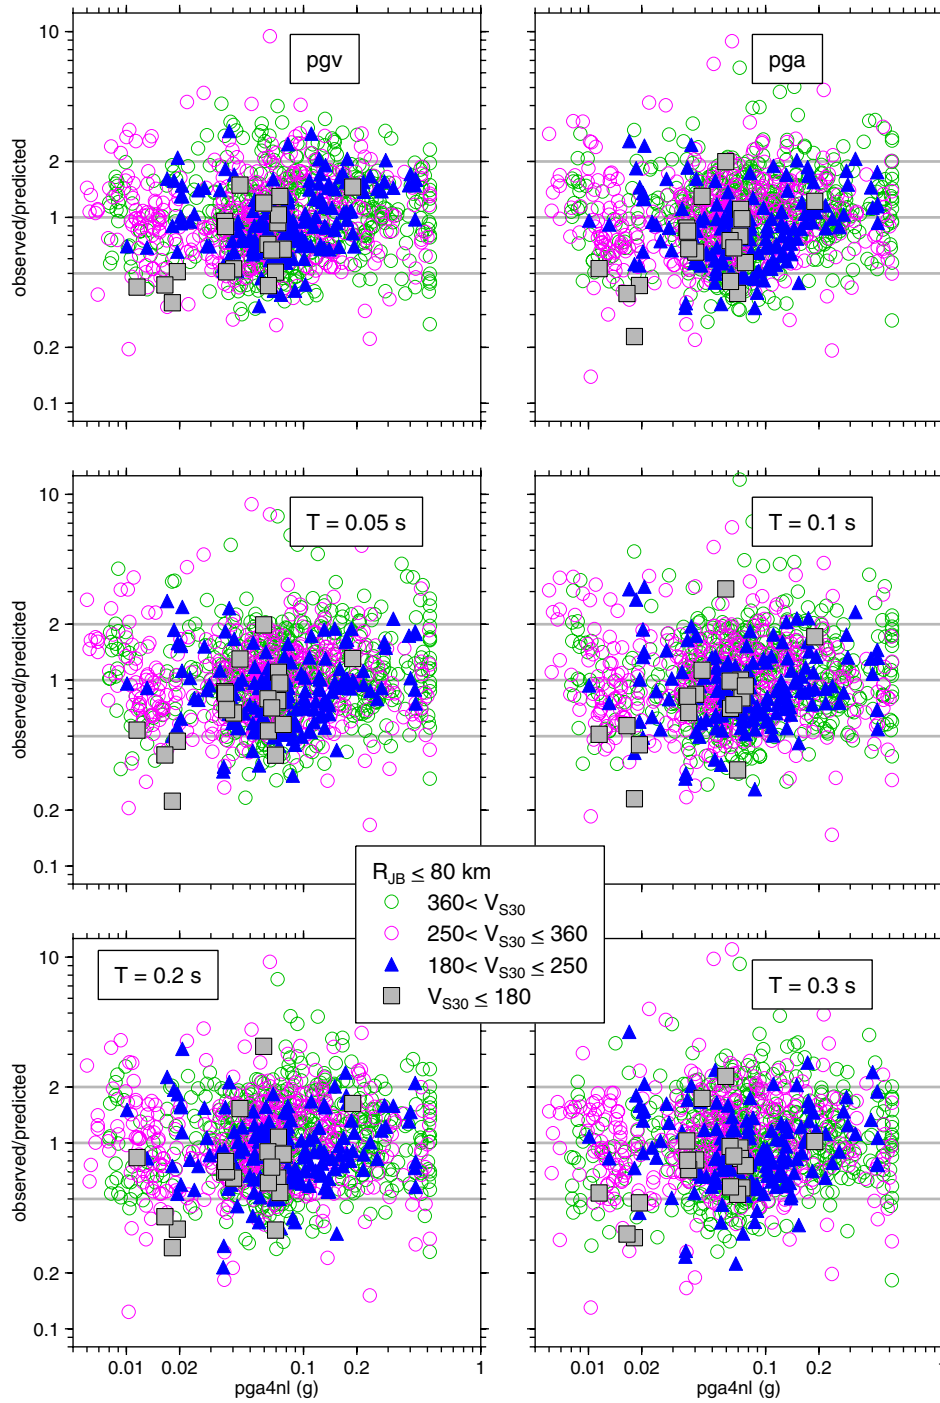 10
2
1
0.2
0.1
observed/predicted
pgv
pga
10
2
1
0.2
0.1
observed/predicted
T = 0.05 s
T = 0.1 s
R_JB ≤ 80 km
360< V_S30
250< V_S30 ≤ 360
180< V_S30 ≤ 250
V_S30 ≤ 180
10
2
1
0.2
0.1
observed/predicted
T = 0.2 s
T = 0.3 s
0.01 0.02 0.1 0.2 1
pga4nl (g)
0.01 0.02 0.1 0.2
pga4nl (g)